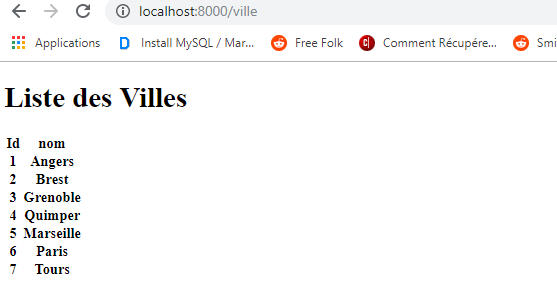 localhost:8000/ville
Applications Install MySQL / Mar... Free Folk Comment Récupére... Smi
Liste des Villes
Id nom
1 Angers
2 Brest
3 Grenoble
4 Quimper
5 Marseille
6 Paris
7 Tours